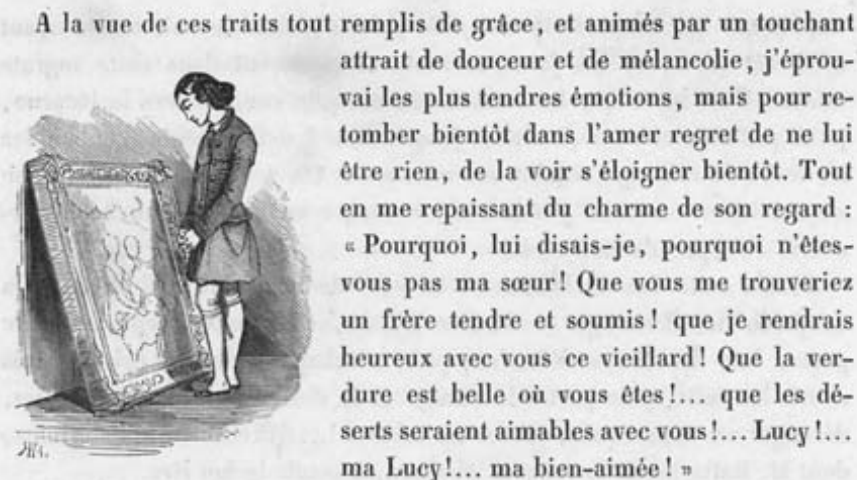 A la vue de ces traits tout remplis de grâce, et animés par un touchant
attrait de douceur et de mélancolie, j'éprou-
vai les plus tendres émotions, mais pour re-
tomber bientôt dans l'amer regret de ne lui
être rien, de la voir s'éloigner bientôt. Tout
en me repaissant du charme de son regard :
« Pourquoi, lui disais-je, pourquoi n'êtes-
vous pas ma sœur! Que vous me trouveriez
un frère tendre et soumis! que je rendrais
heureux avec vous ce vieillard! Que la ver-
dure est belle où vous êtes!... que les dé-
serts seraient aimables avec vous!... Lucy!...
ma Lucy!... ma bien-aimée! »